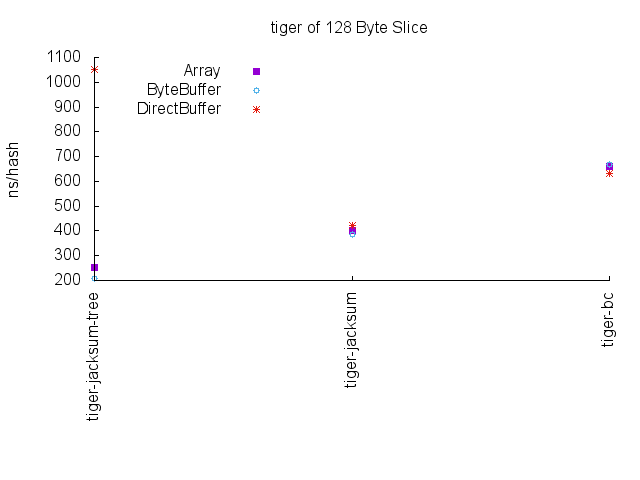 tiger of 128 Byte Slice
1100
1000
900
800
700
600
500
400
300
200
ns/hash
Array
ByteBuffer
DirectBuffer
tiger-jacksum-tree
tiger-jacksum
tiger-bc